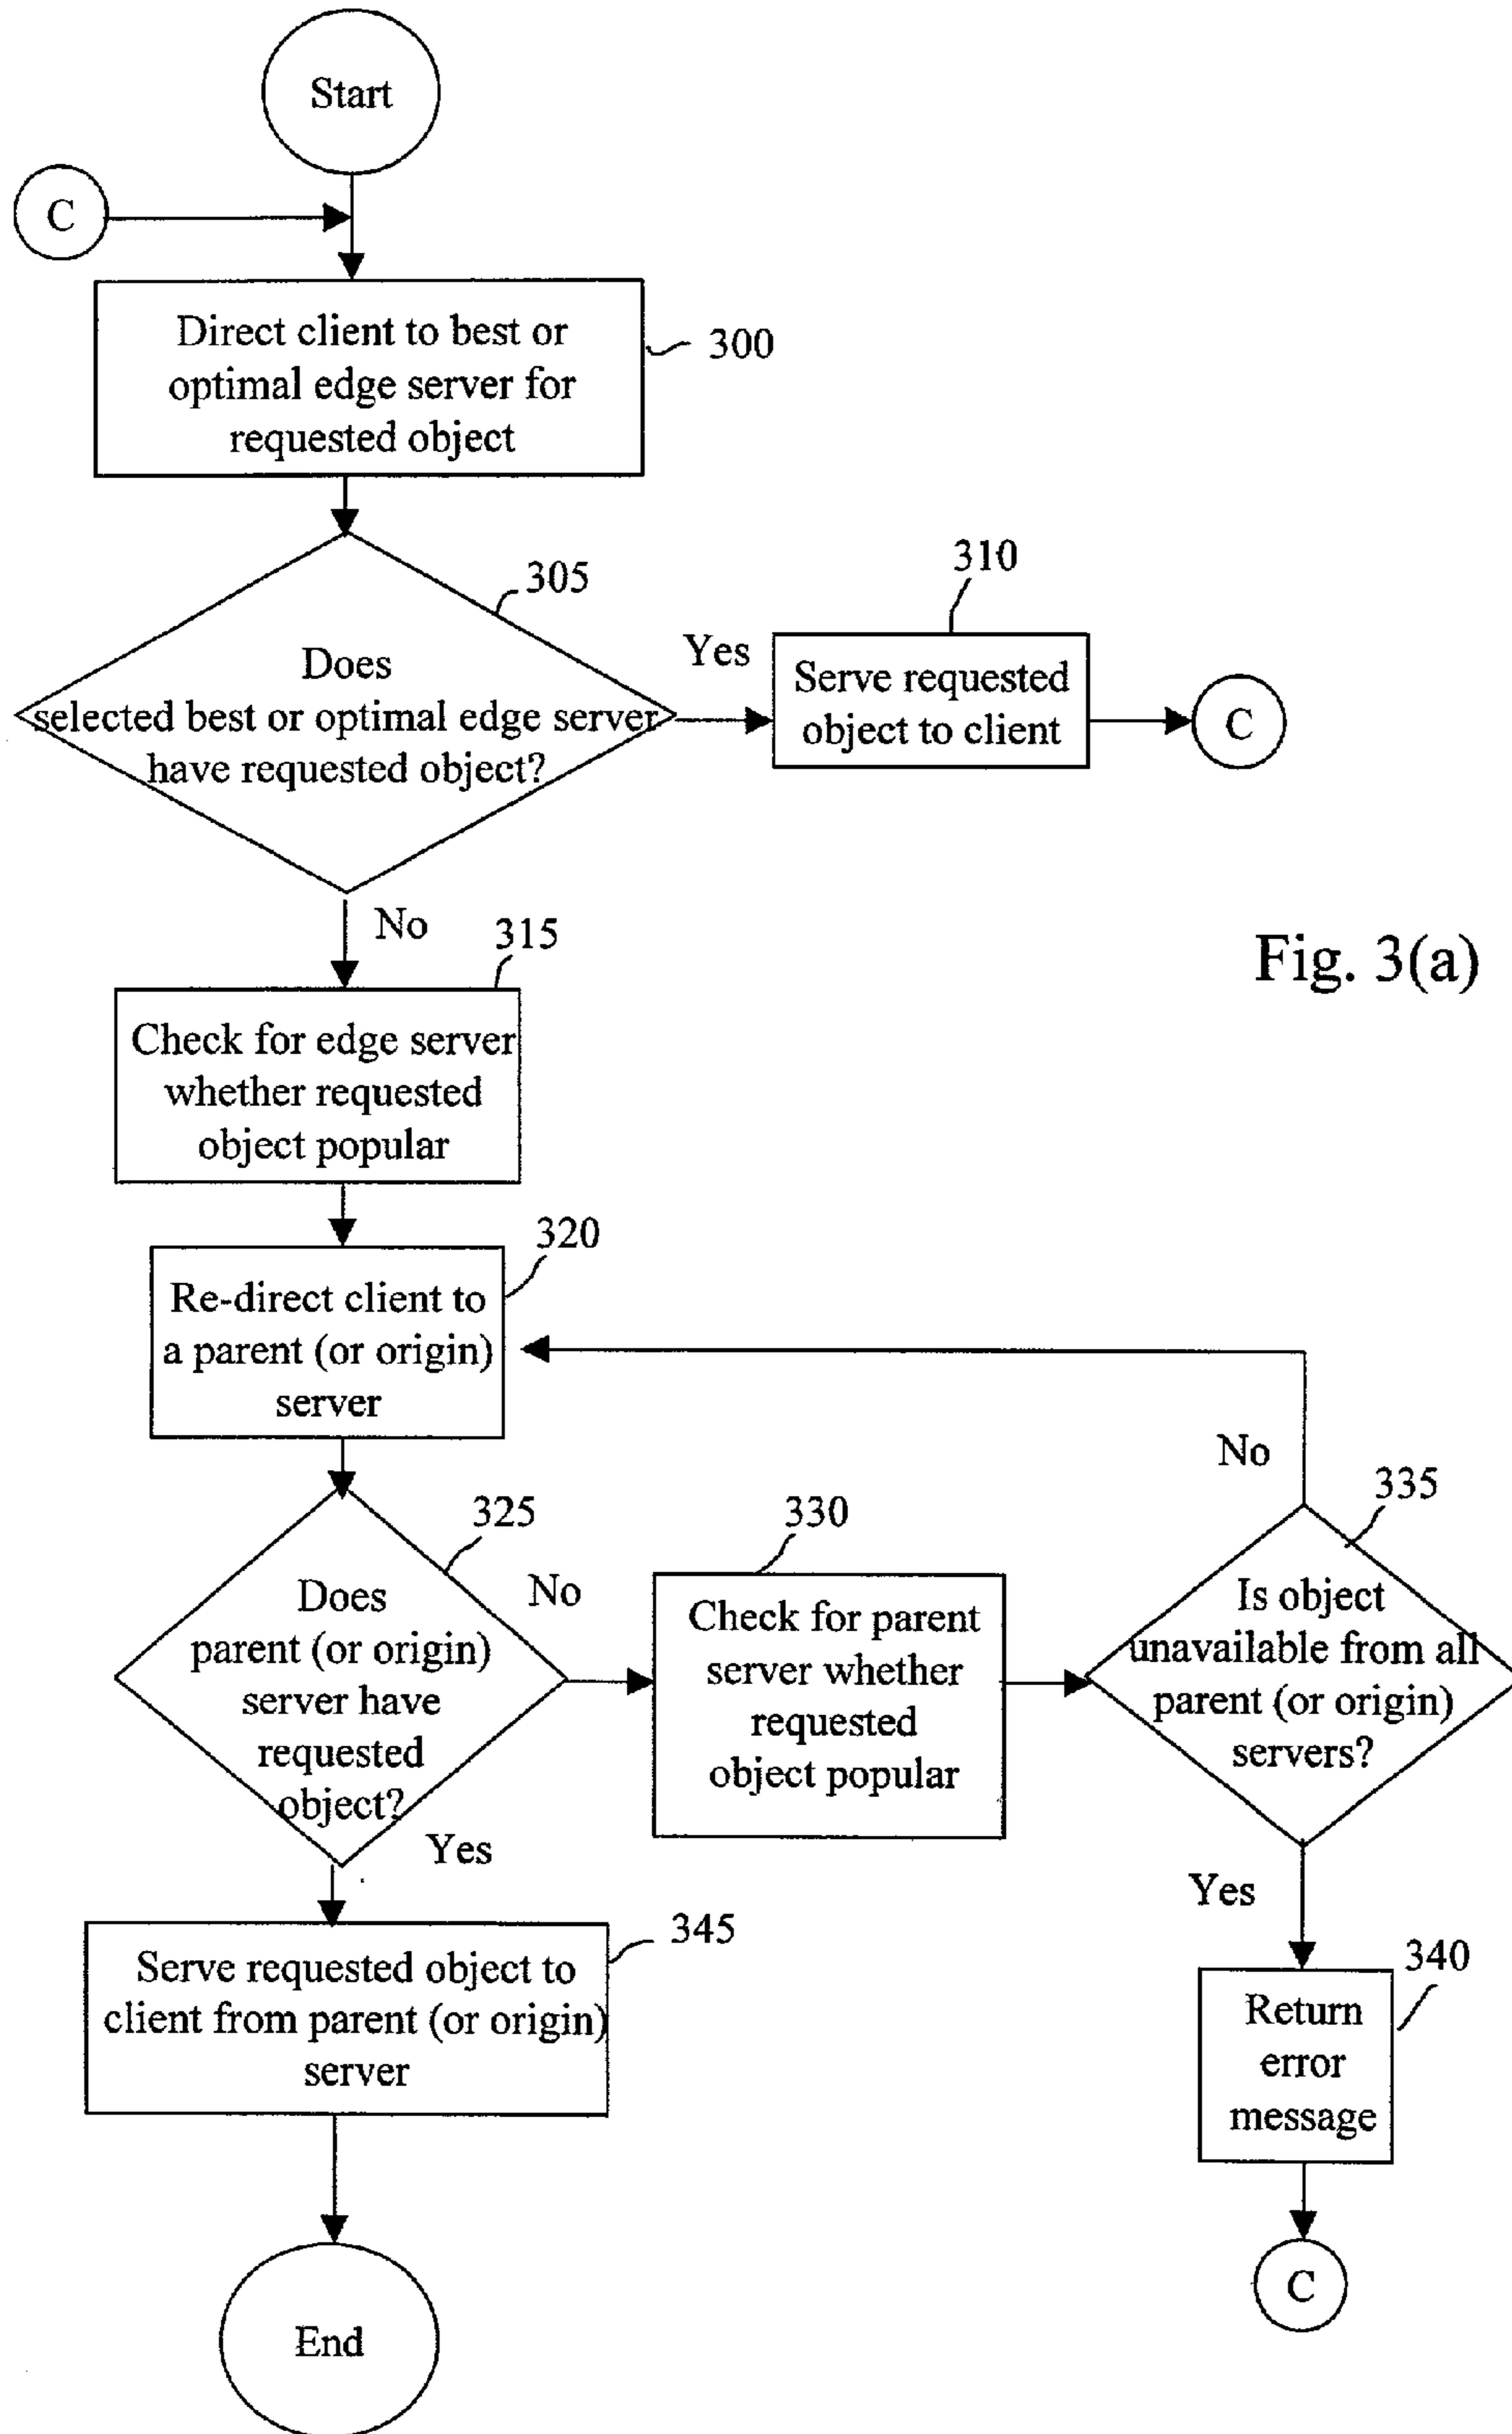 Start
C
Direct client to best or
optimal edge server for
requested object
300
305
Does
selected best or optimal edge server
have requested object?
Yes
310
Serve requested
object to client
C
No
315
Fig. 3(a)
Check for edge server
whether requested
object popular
320
Re-direct client to
a parent (or origin)
server
No
335
325
330
Does
parent (or origin)
server have
requested
object?
No
Check for parent
server whether
requested
object popular
Is object
unavailable from all
parent (or origin)
servers?
Yes
Yes
345
Serve requested object to
client from parent (or origin)
server
340
Return
error
message
C
End